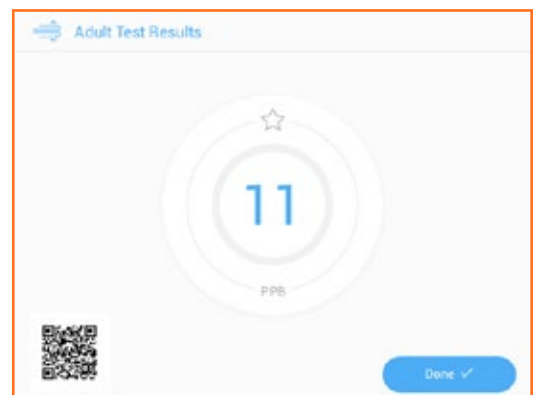 Adult Test Results
11
PPB
Done ✓